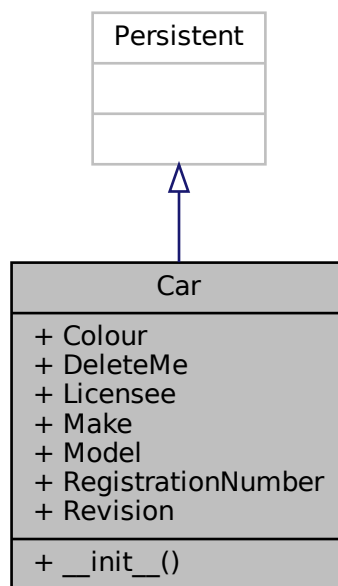 Persistent
Car
+ Colour
+ DeleteMe
+ Licensee
+ Make
+ Model
+ RegistrationNumber
+ Revision
+ __init__()